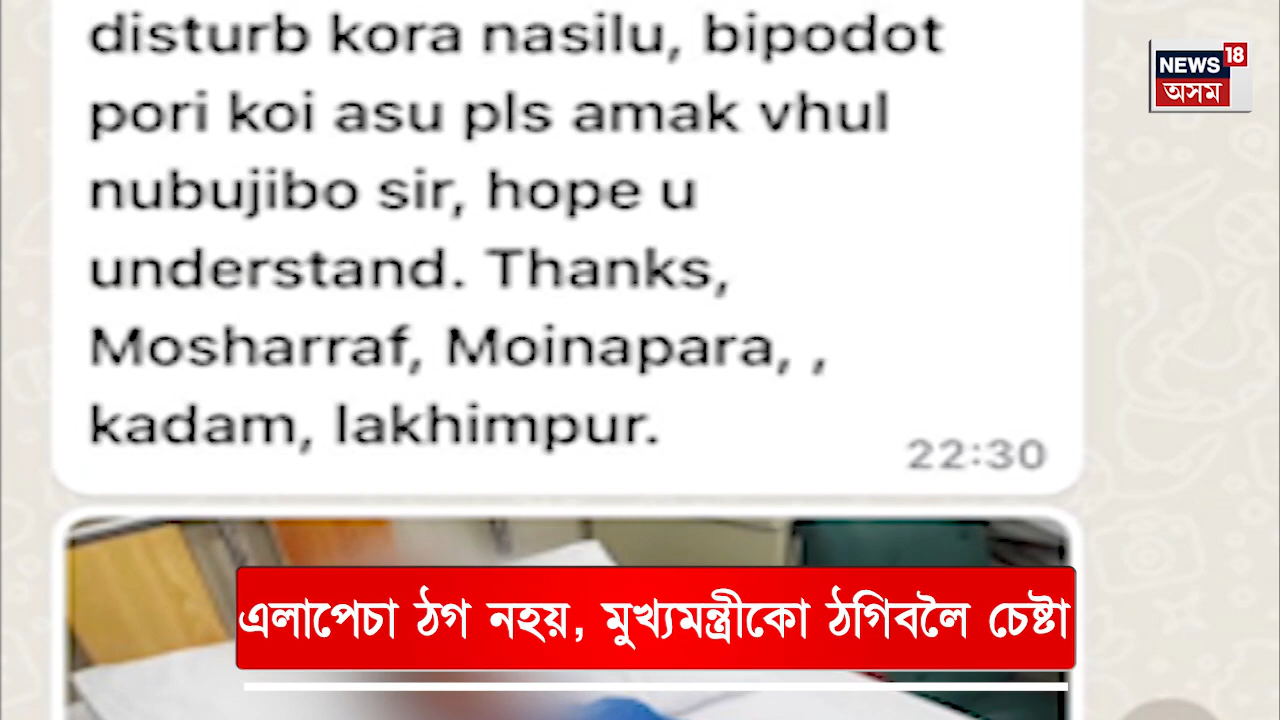 disturb kora nasilu, bipodot
NEWS 18
pori koi asu pls amak vhul
অসম
nubujibo sir, hope u
understand. Thanks,
Mosharraf, Moinapara, ,
kadam, lakhimpur.
22:30
এলাপেচা ঠগ নহয়, মুখ্যমন্ত্ৰীকো ঠগিবলৈ চেষ্টা